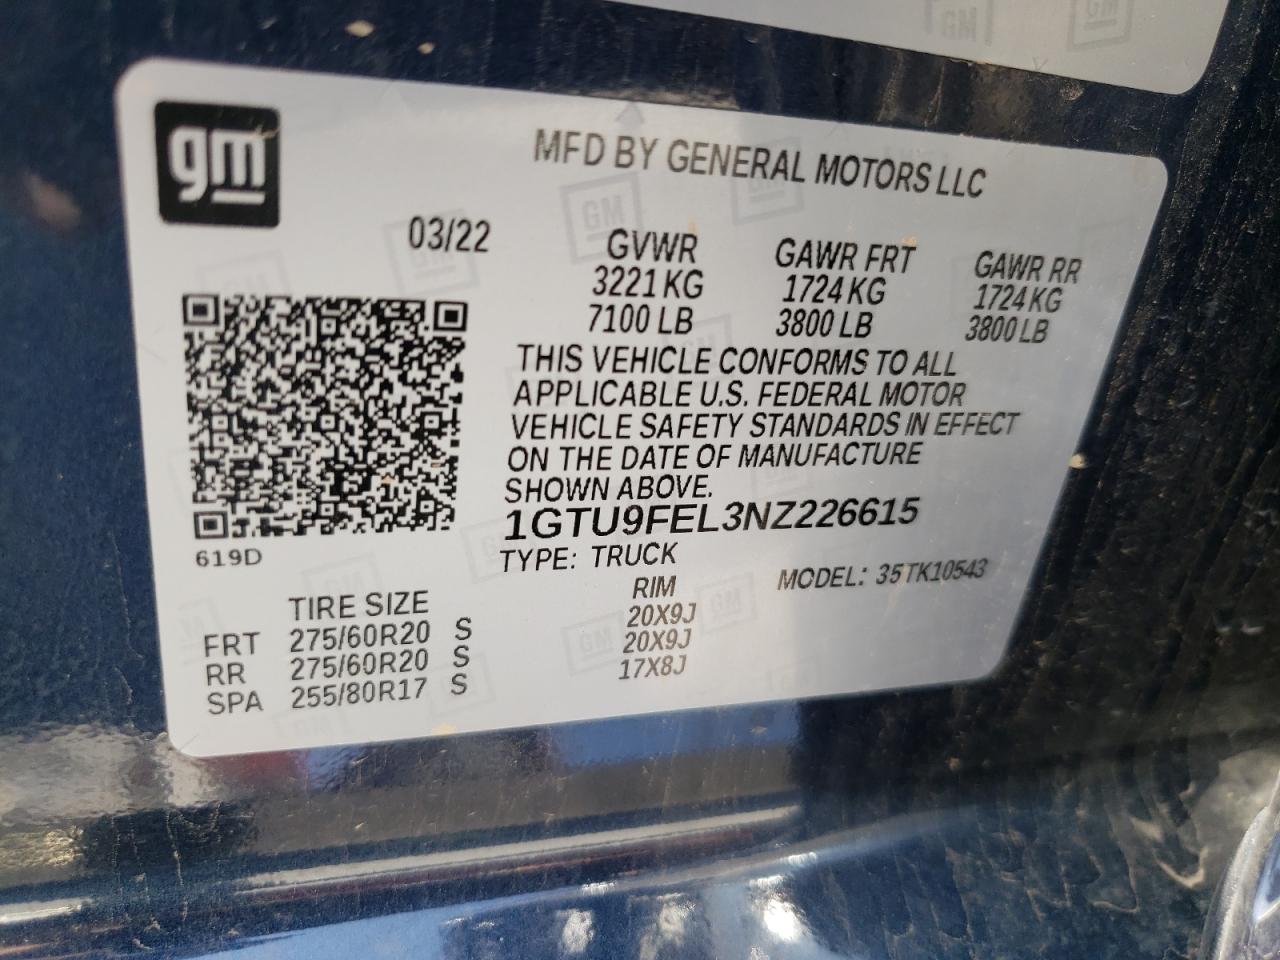 gm
MFD BY GENERAL MOTORS LLC
03/22
GVWR GAWR FRT GAWR RR
3221 KG 1724 KG 1724 KG
7100 LB 3800 LB 3800 LB
THIS VEHICLE CONFORMS TO ALL
APPLICABLE U.S. FEDERAL MOTOR
VEHICLE SAFETY STANDARDS IN EFFECT
ON THE DATE OF MANUFACTURE
SHOWN ABOVE.
1GTU9FEL3NZ226615
619D
TYPE: TRUCK MODEL: 35TK10543
TIRE SIZE RIM
FRT 275/60R20 S 20X9J
RR 275/60R20 S 20X9J
SPA 255/80R17 S 17X8J